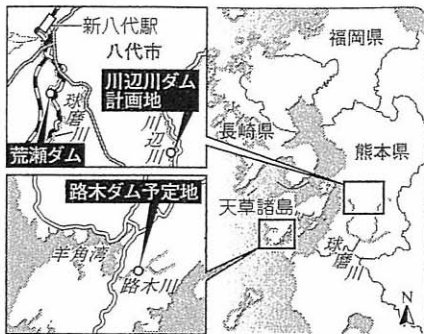 新八代駅
八代市
川辺川ダム
計画地
球磨川
川辺川
荒瀬ダム
路木ダム予定地
羊角湾
路木川
福岡県
長崎県
熊本県
天草諸島
球磨川
N